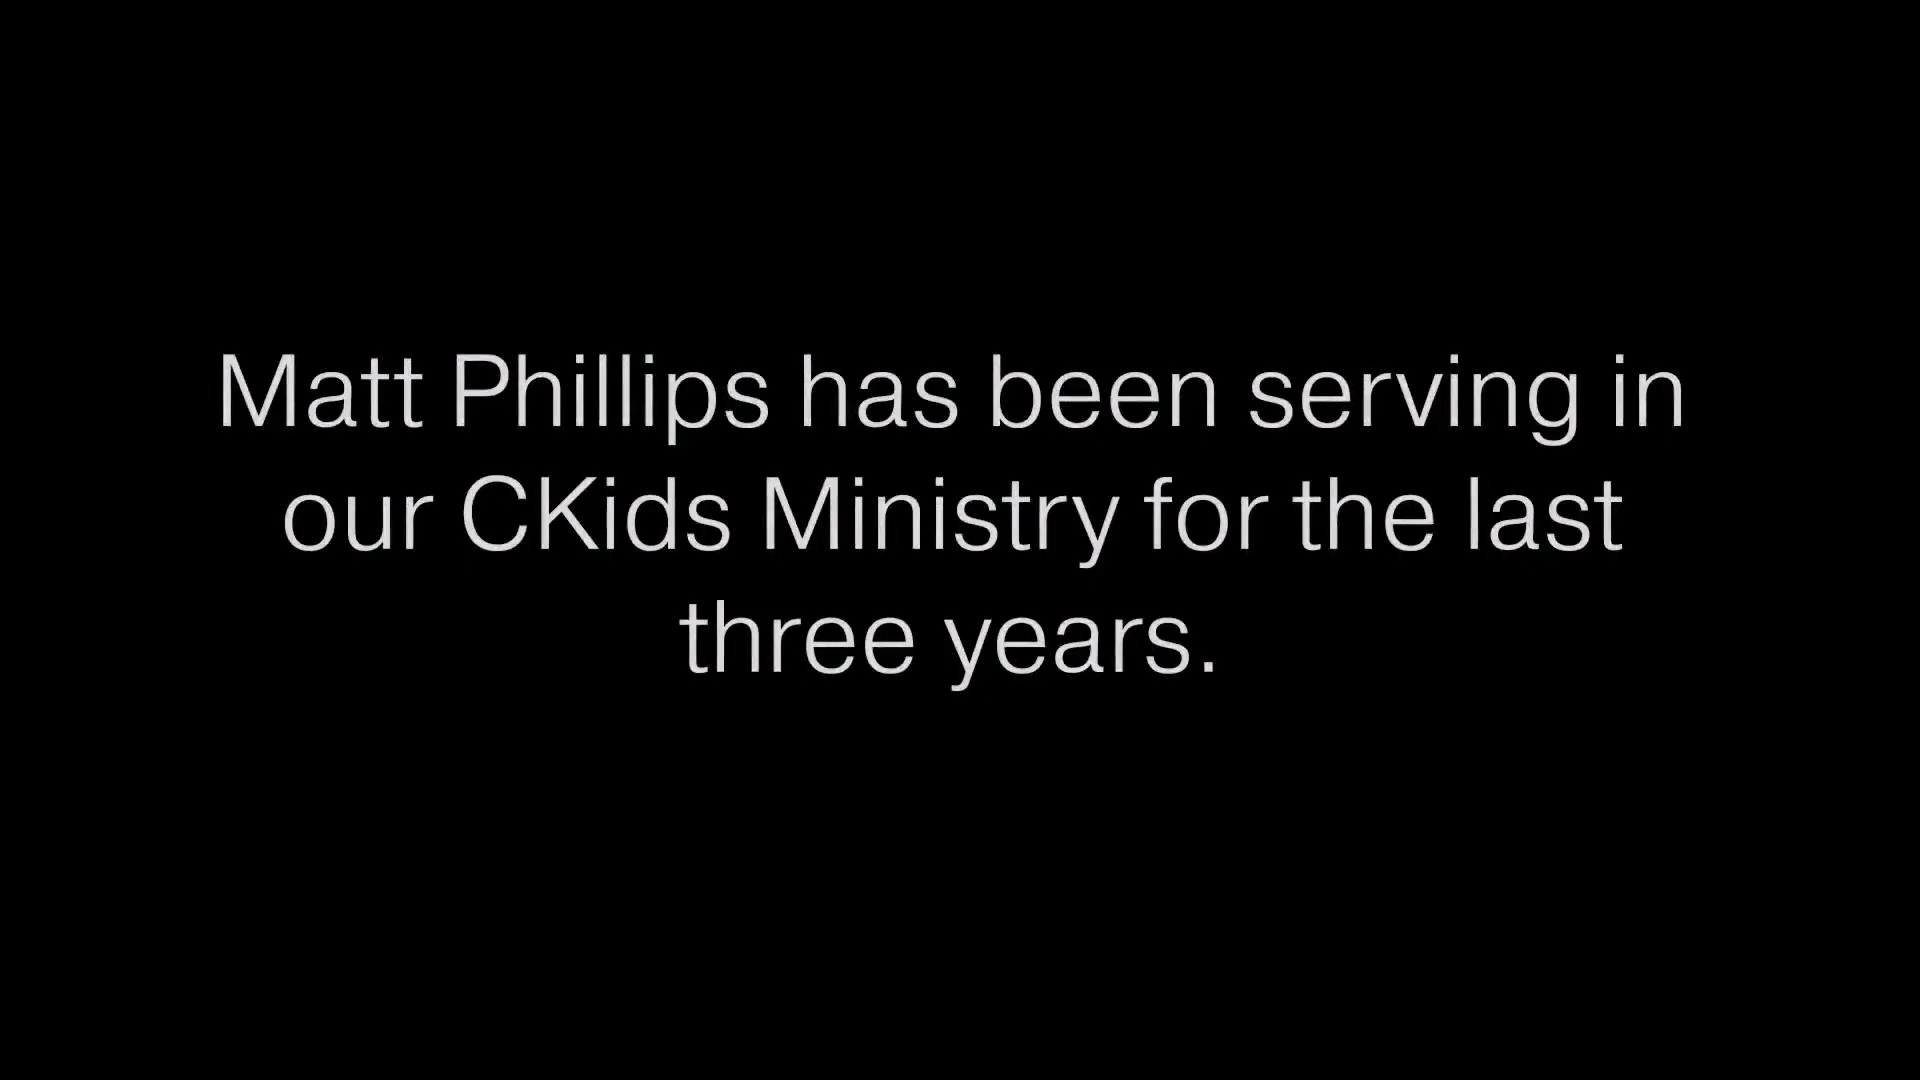 Matt Phillips has been serving in
our CKids Ministry for the last
three years.